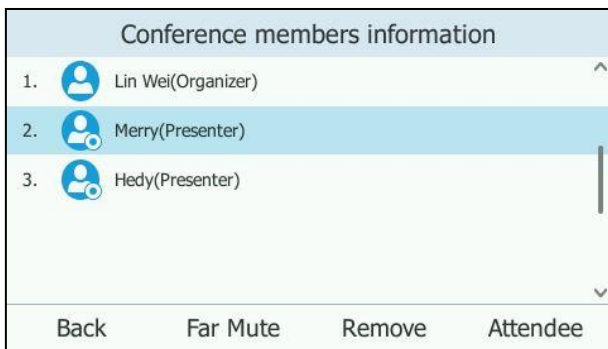 Conference members information
1. Lin Wei(Organizer)
2. Merry(Presenter)
3. Hedy(Presenter)
Back Far Mute Remove Attendee